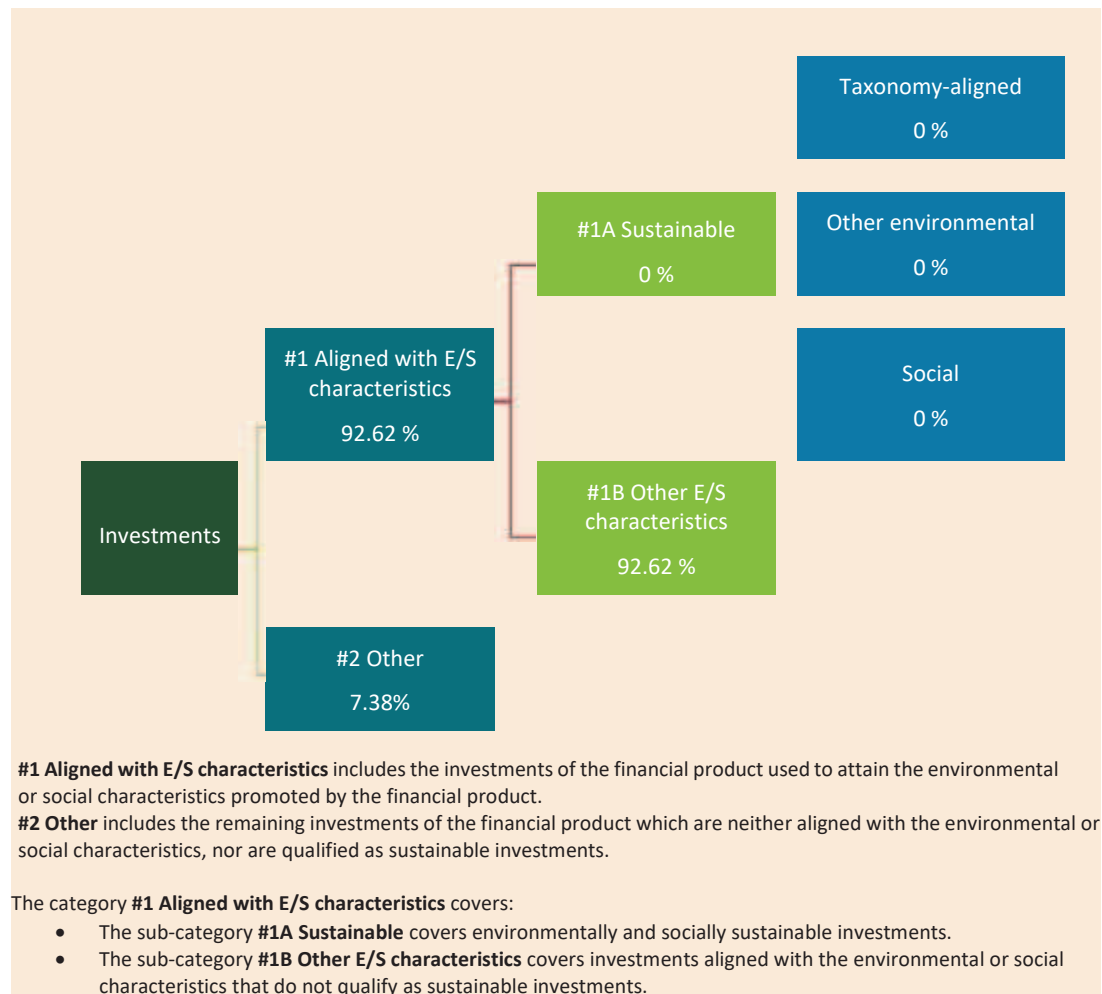 Taxonomy-aligned
0 %
#1A Sustainable
0 %
Other environmental
0 %
#1 Aligned with E/S
characteristics
92.62 %
Social
0 %
Investments
#1B Other E/S
characteristics
92.62 %
#2 Other
7.38%
#1 Aligned with E/S characteristics includes the investments of the financial product used to attain the environmental
or social characteristics promoted by the financial product.
#2 Other includes the remaining investments of the financial product which are neither aligned with the environmental or
social characteristics, nor are qualified as sustainable investments.
The category #1 Aligned with E/S characteristics covers:
• The sub-category #1A Sustainable covers environmentally and socially sustainable investments.
• The sub-category #1B Other E/S characteristics covers investments aligned with the environmental or social
characteristics that do not qualify as sustainable investments.